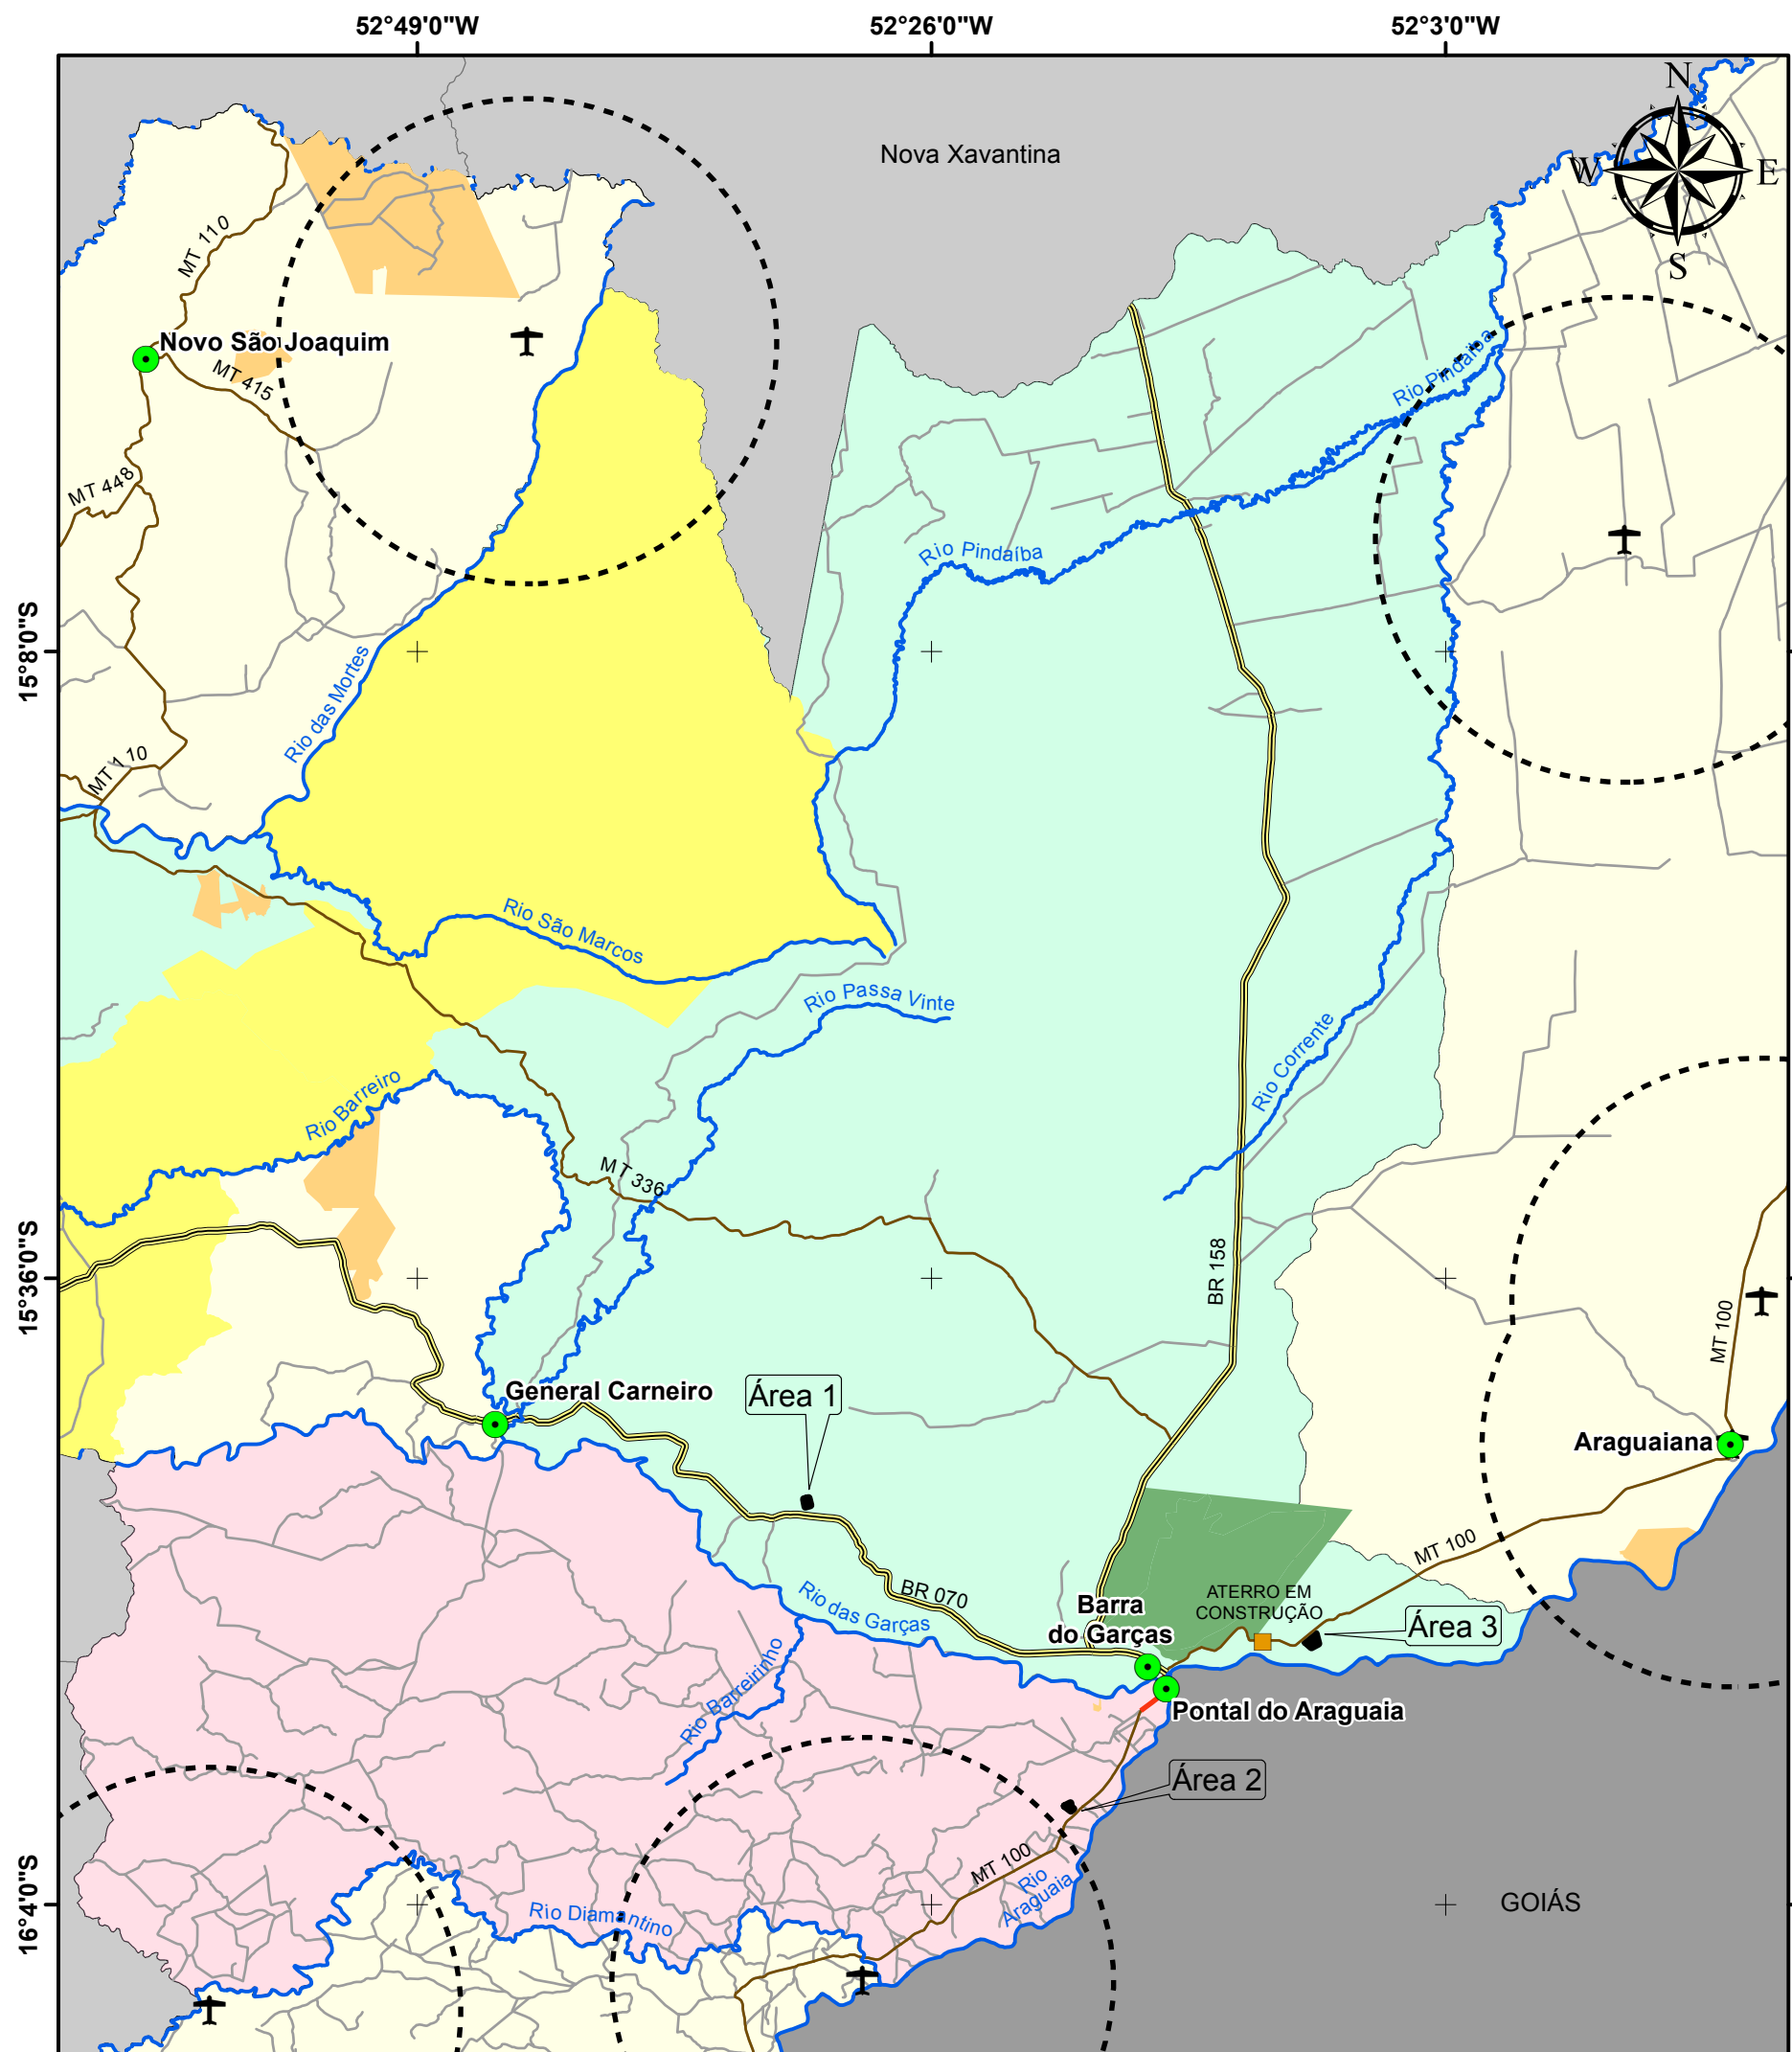 52°49'0"W
52°26'0"W
52°3'0"W
N
W
E
S
Nova Xavantina
MT 110
Novo São Joaquim
MT 415
Rio Pindaíba
MT 448
Rio Pindaíba
15°8'0"S
Rio das Mortes
MT 110
Rio São Marcos
Rio Passa Vinte
Rio Corrente
Rio Barreiro
MT 336
15°36'0"S
BR 158
MT 100
General Carneiro
Área 1
Araguaiana
MT 100
BR 070
Rio das Garças
ATERRO EM
CONSTRUÇÃO
Barra
do Garças
Área 3
Rio Barreirinho
Pontal do Araguaia
Área 2
MT 100
Rio
Araguaia
16°4'0"S
Rio Diamantino
GOIÁS